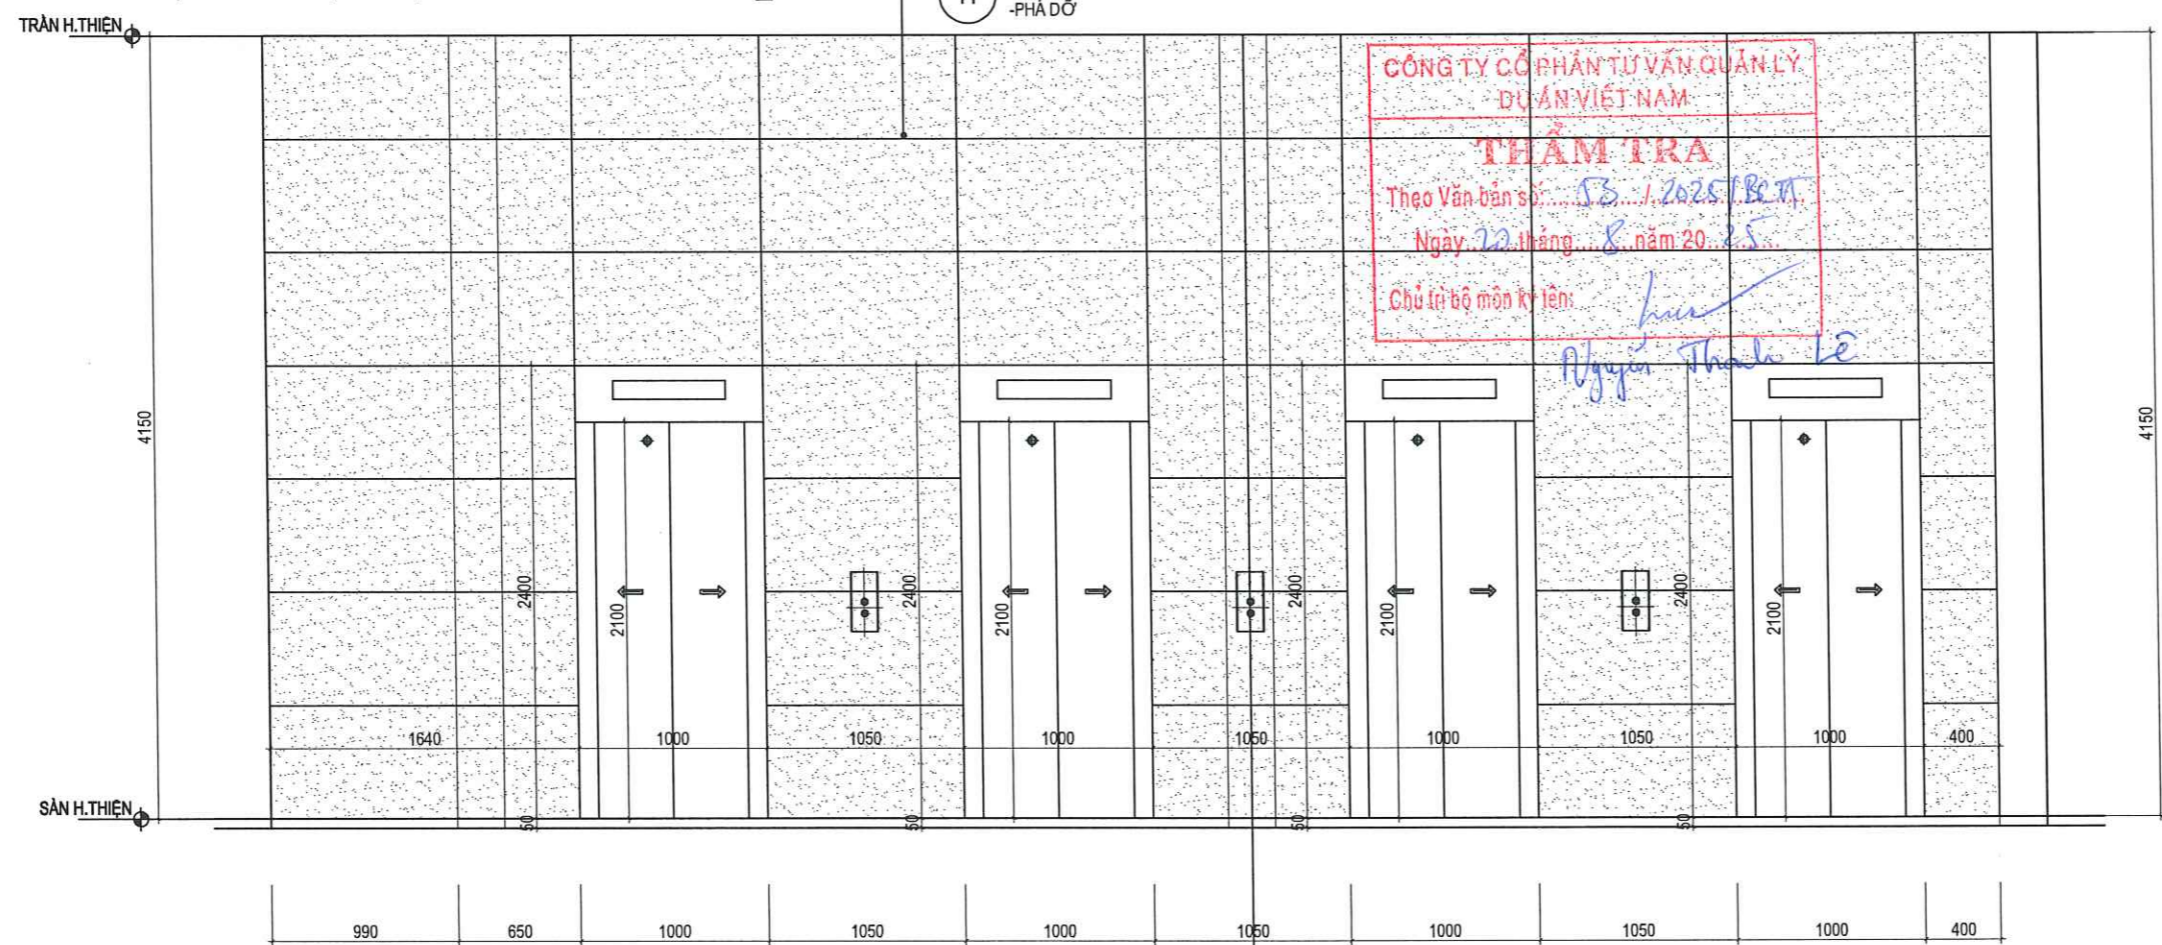 -PHÁ DỠ
TRẦN H.THIỆN
CÔNG TY CỔ PHẦN TƯ VẤN QUẢN LÝ
DỰ ÁN VIỆT NAM
THẨM TRA
Theo Văn bản số: 53 / 2025 / BCTT
Ngày 20 tháng 8 năm 2025
Chủ trì bộ môn ký tên:
Nguyễn Thanh Lê
4150
4150
2400
2100
2400
2100
2400
2100
2400
2100
1640 1000 1050 1000 1050 1000 1050 1000 400
SÀN H.THIỆN
50 50 50 50
990 650 1000 1050 1000 1050 1000 1050 1000 400